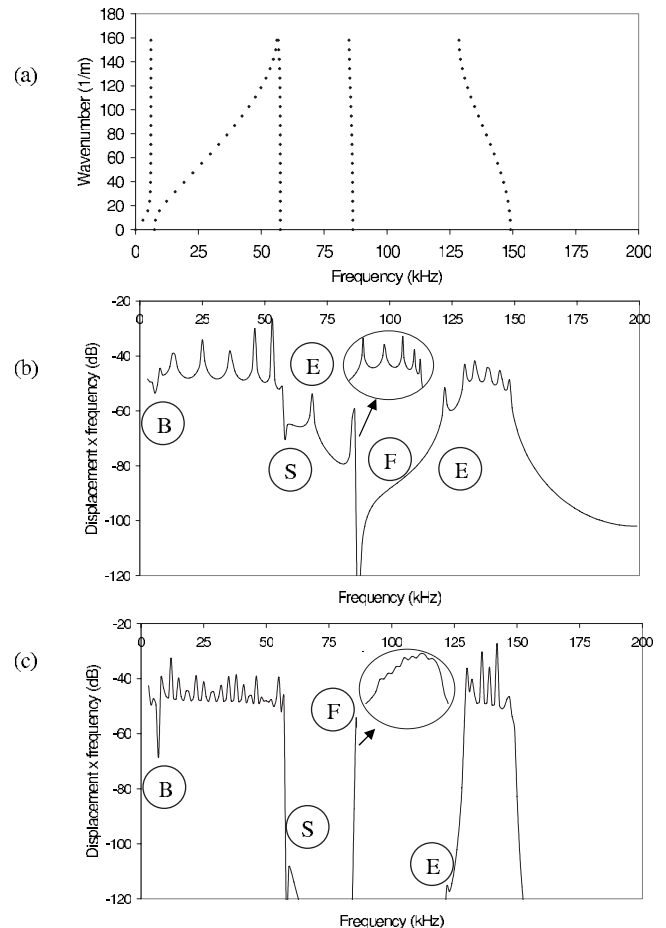 (a)
Wavenumber (1/m)
180
160
140
120
100
80
60
40
20
0
0 25 50 75 100 125 150 175 200
Frequency (kHz)
(b)
Displacement x frequency (dB)
0 25 50 75 100 125 150 175 200
-20
-40
-60
-80
-100
-120
B
S
E
F
E
Frequency (kHz)
(c)
Displacement x frequency (dB)
0 25 50 75 100 125 150 175 200
-20
-40
-60
-80
-100
-120
B
S
F
E
Frequency (kHz)